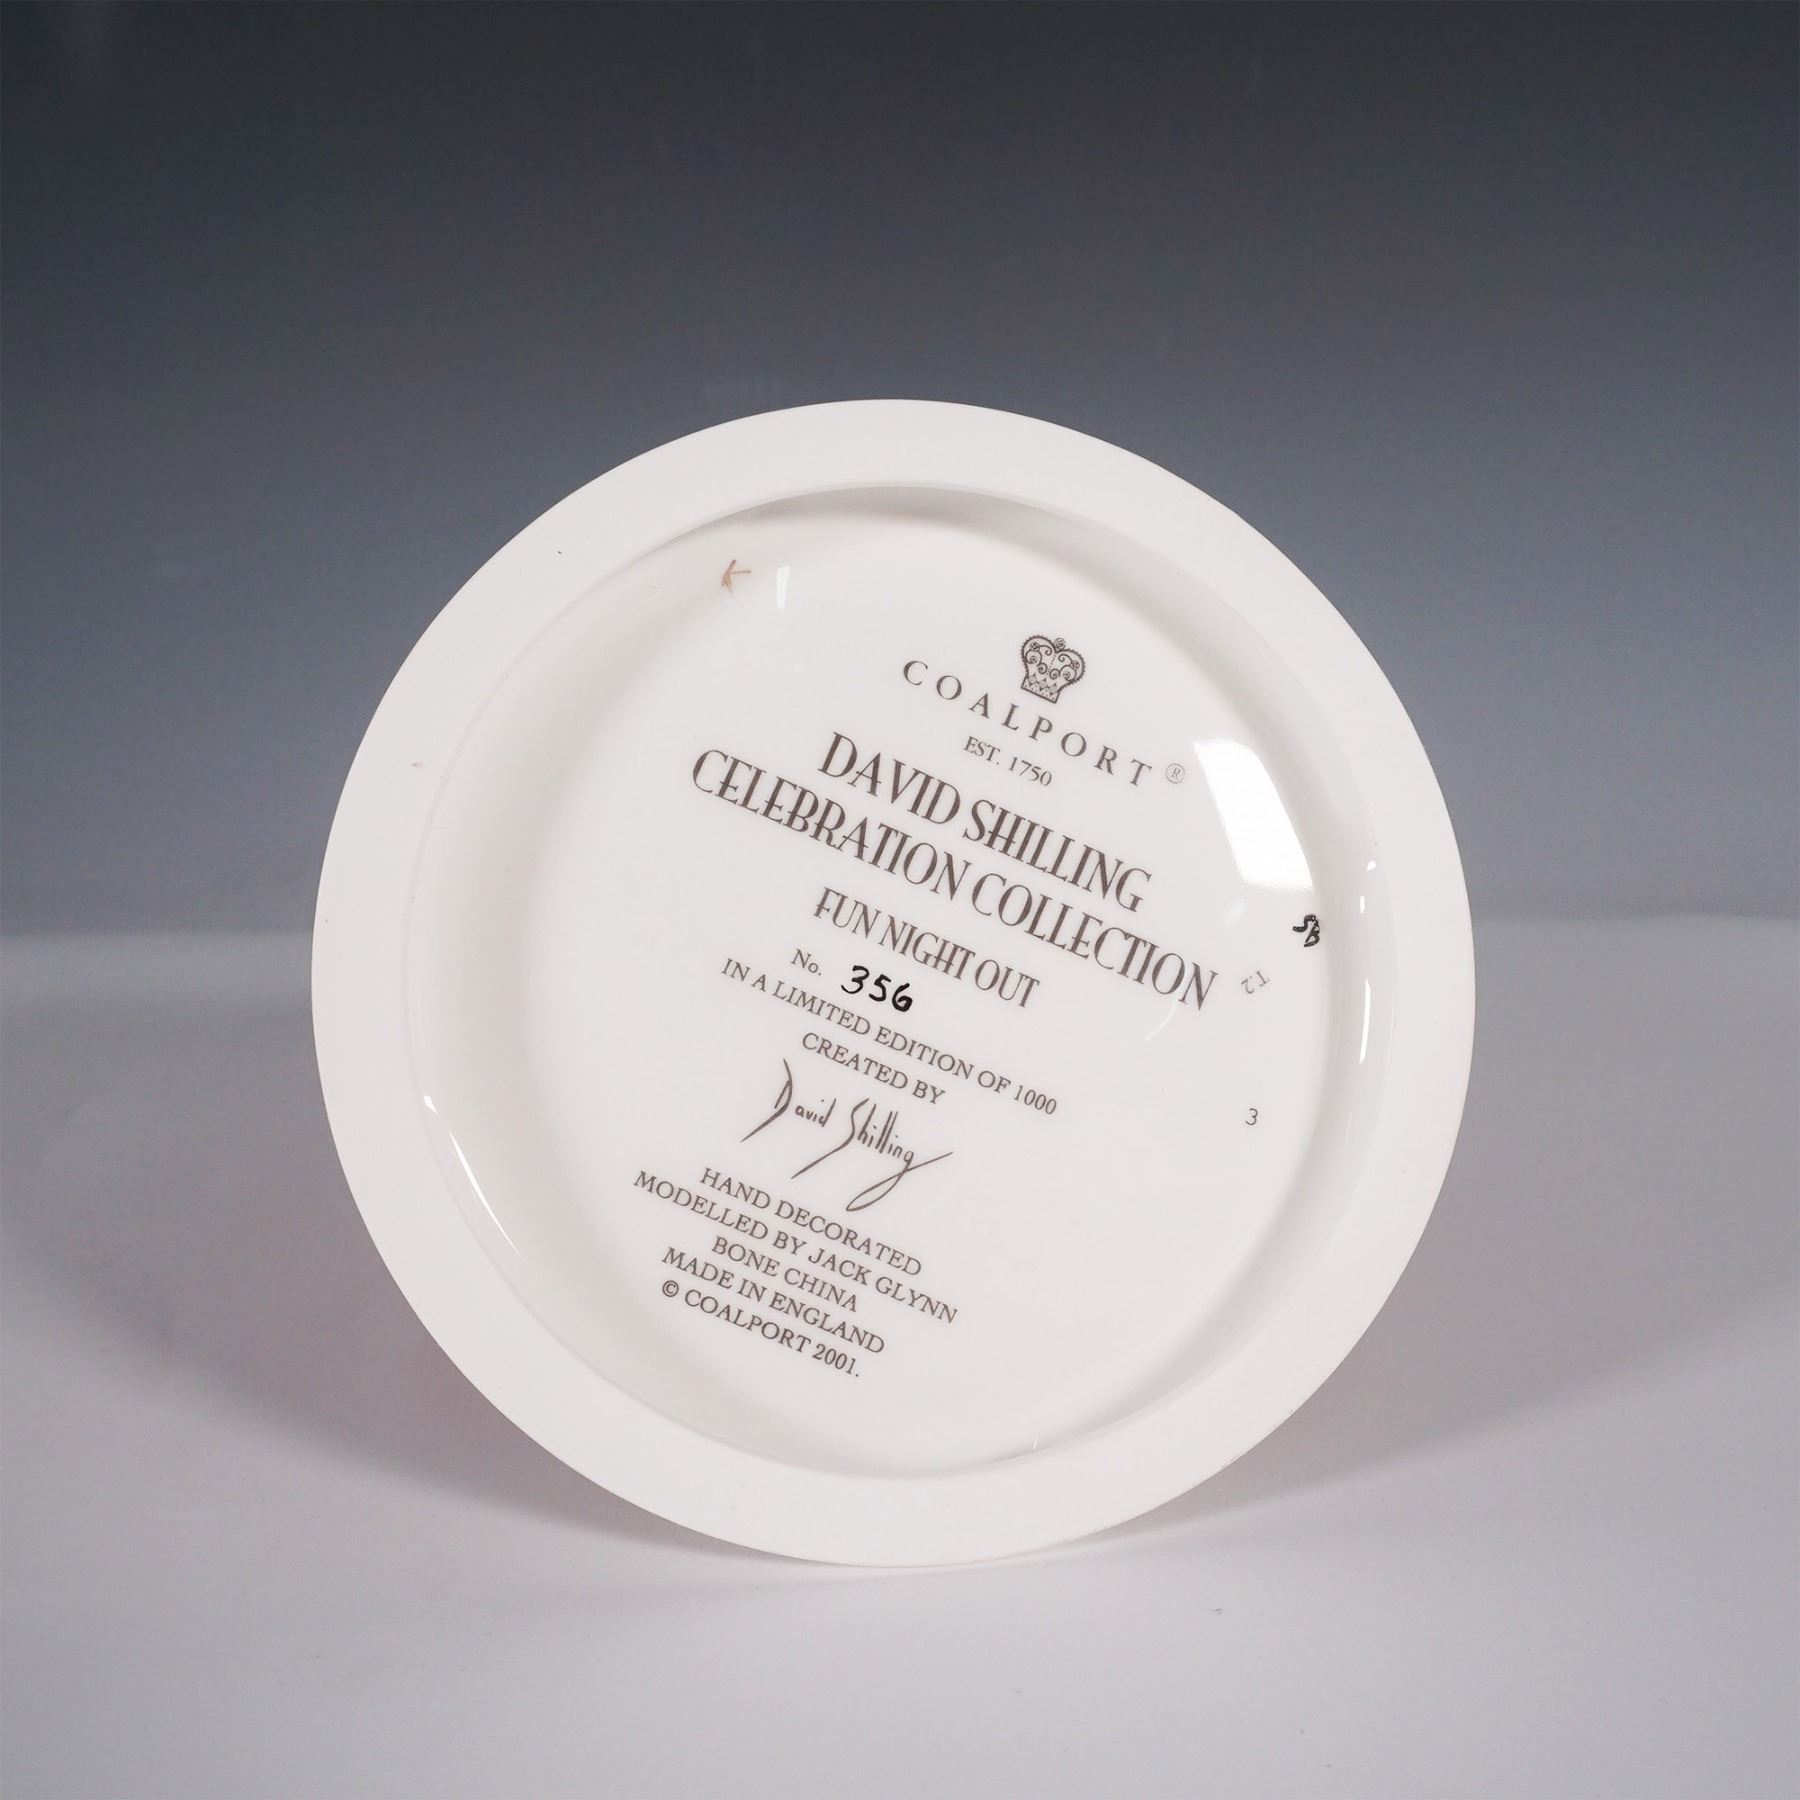 COALPORT®
EST. 1750
DAVID SHILLING
CELEBRATION COLLECTION
FUN NIGHT OUT
No. 356
IN A LIMITED EDITION OF 1000
CREATED BY
David Shilling
HAND DECORATED
MODELLED BY JACK GLYNN
BONE CHINA
MADE IN ENGLAND
© COALPORT 2001.
SB
T2
3